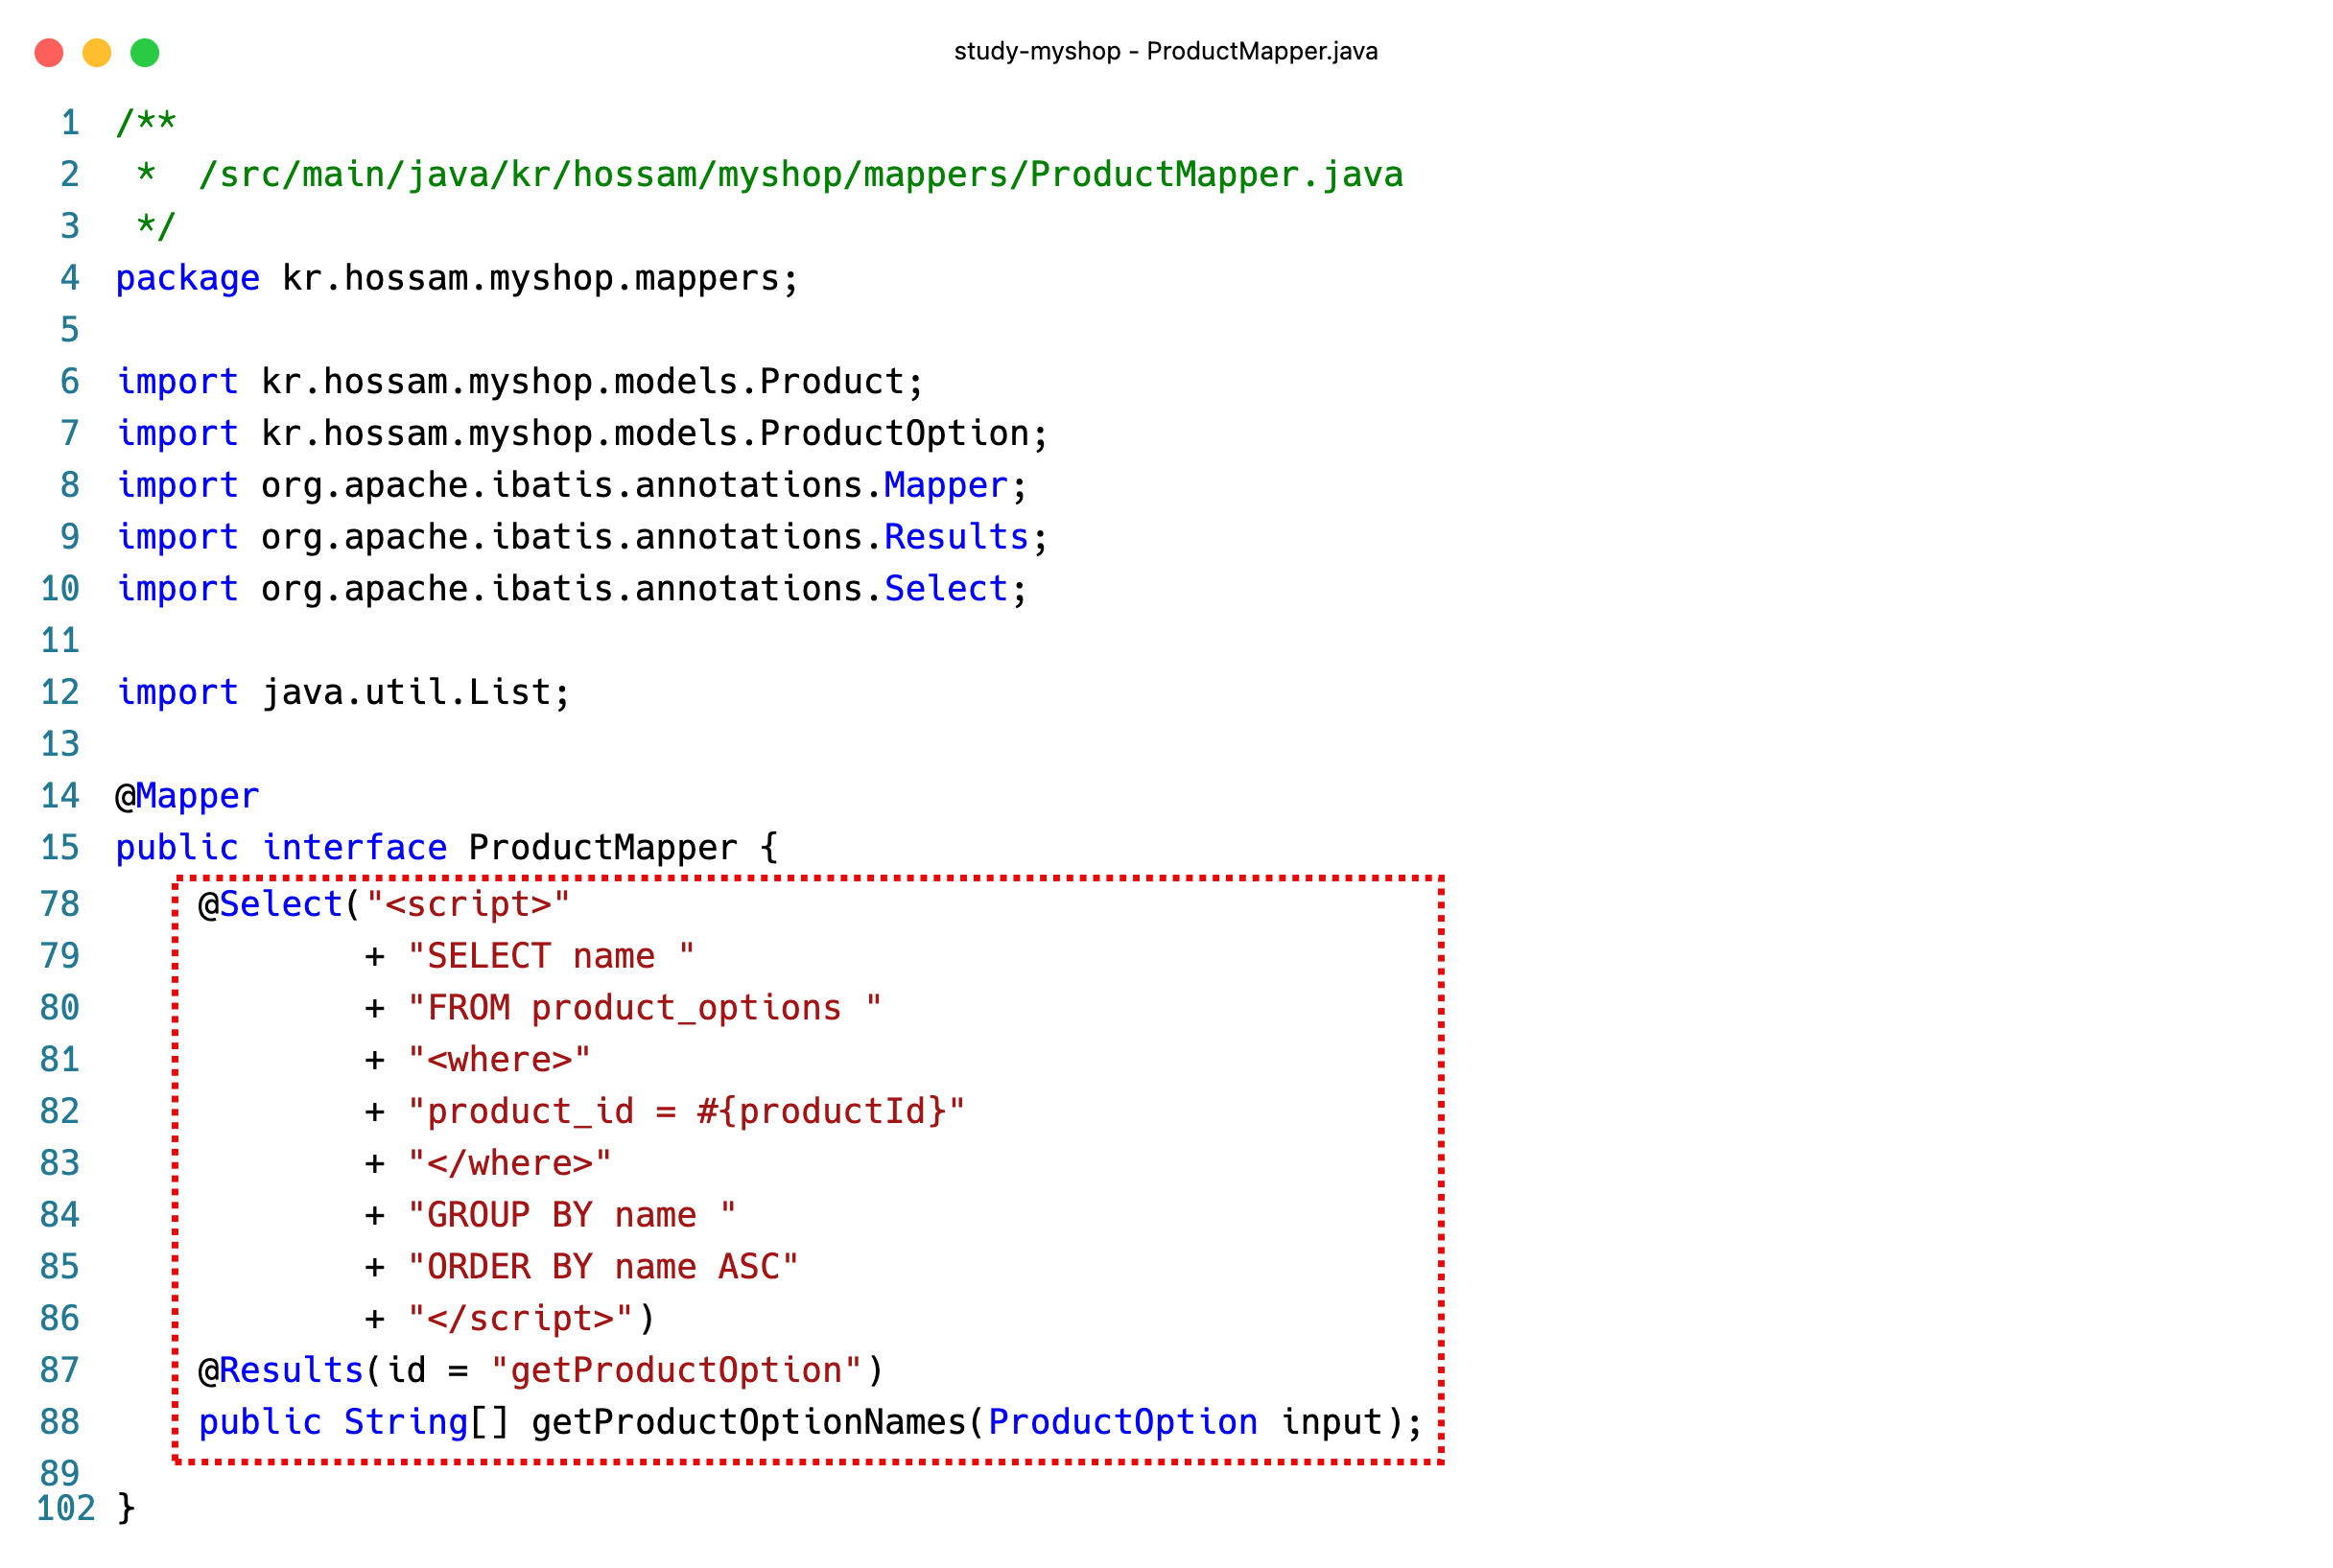 study-myshop - ProductMapper.java
1 /**
2  *  /src/main/java/kr/hossam/myshop/mappers/ProductMapper.java
3  */
4 package kr.hossam.myshop.mappers;
5
6 import kr.hossam.myshop.models.Product;
7 import kr.hossam.myshop.models.ProductOption;
8 import org.apache.ibatis.annotations.Mapper;
9 import org.apache.ibatis.annotations.Results;
10 import org.apache.ibatis.annotations.Select;
11
12 import java.util.List;
13
14 @Mapper
15 public interface ProductMapper {
78     @Select("<script>"
79             + "SELECT name "
80             + "FROM product_options "
81             + "<where>"
82             + "product_id = #{productId}"
83             + "</where>"
84             + "GROUP BY name "
85             + "ORDER BY name ASC"
86             + "</script>")
87     @Results(id = "getProductOption")
88     public String[] getProductOptionNames(ProductOption input);
89
102 }